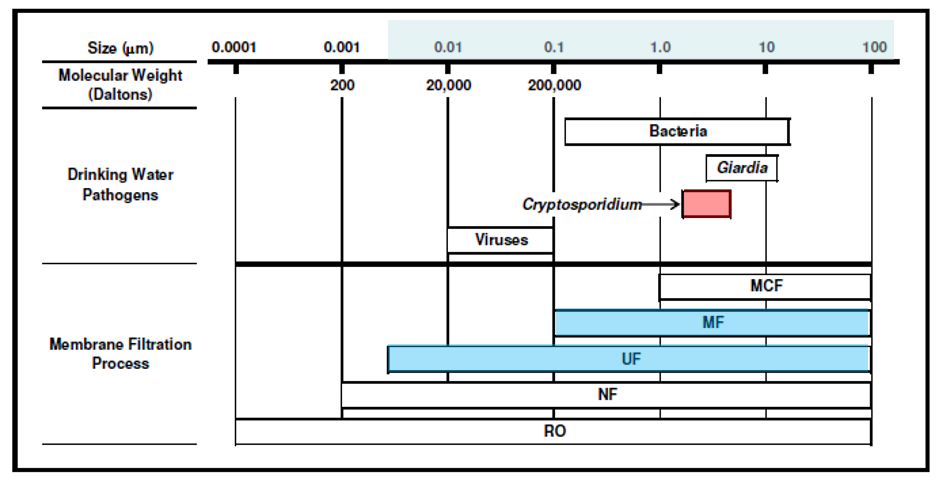 Size (μm) 0.0001 0.001 0.01 0.1 1.0 10 100
Molecular Weight
(Daltons)
200 20,000 200,000
Bacteria
Giardia
Drinking Water
Pathogens
Cryptosporidium
Viruses
MCF
MF
Membrane Filtration
Process
UF
NF
RO